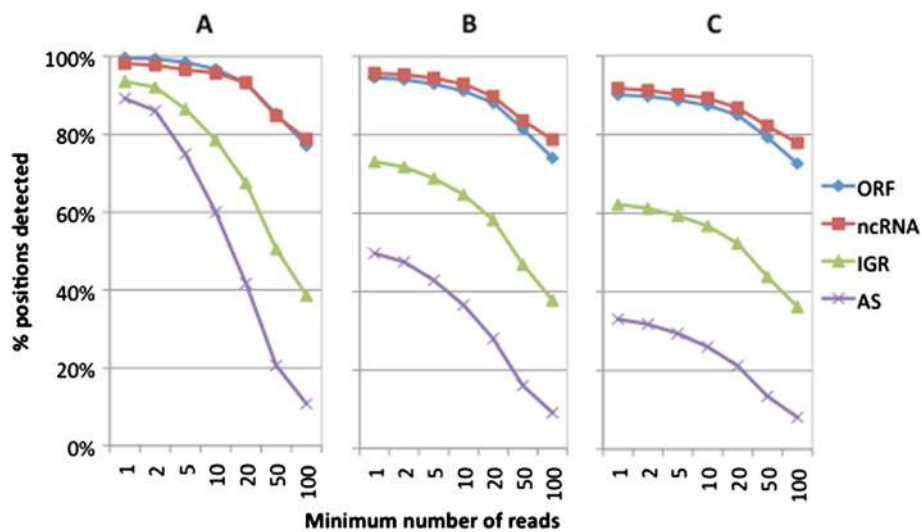 A B C
% positions detected
100%
80%
60%
40%
20%
0%
1 2 5 10 20 50 100
1 2 5 10 20 50 100
1 2 5 10 20 50 100
Minimum number of reads
ORF
ncRNA
IGR
AS